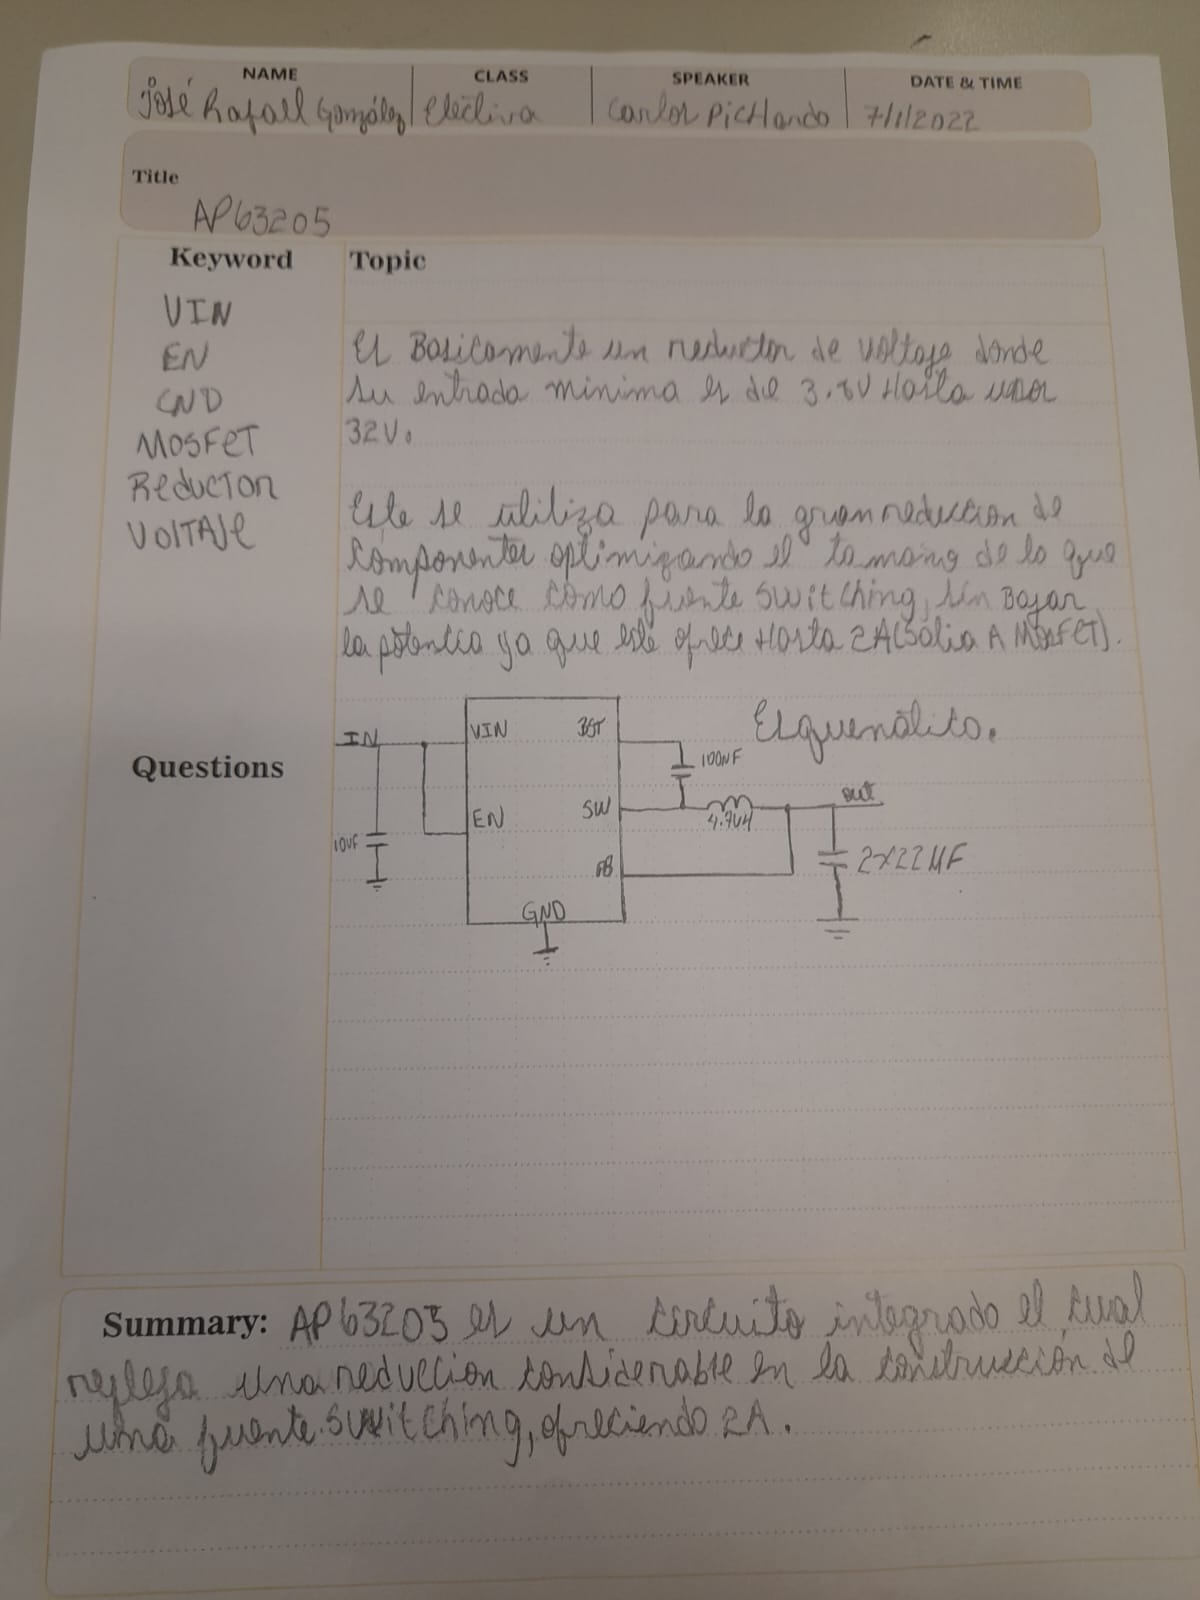 NAME CLASS SPEAKER DATE & TIME
José Rafael González Electiva Carlos PicHardo 7/1/2022
Title
AP63205
Keyword Topic
VIN
EN
GND
MOSFET
Reductor
VOlTAJe
Es Basicamente un reductor de voltaje donde
su entrada minima es de 3.8V Hasta unos
32V.
Este se utiliza para la gran reduccion de
componentes optimizando el tamaño de lo que
se conoce como fuente switching, sin Bajar
la potencia ya que este ofrece Hasta 2A (Salia A MOSFET).
Esquemático.
IN VIN BST
100NF
EN SW 4.7UH out
10UF FB 2x22MF
GND
Questions
Summary: AP63205 es un circuito integrado el cual
refleja una reduccion considerable en la construcción de
una fuente switching, ofreciendo 2A.